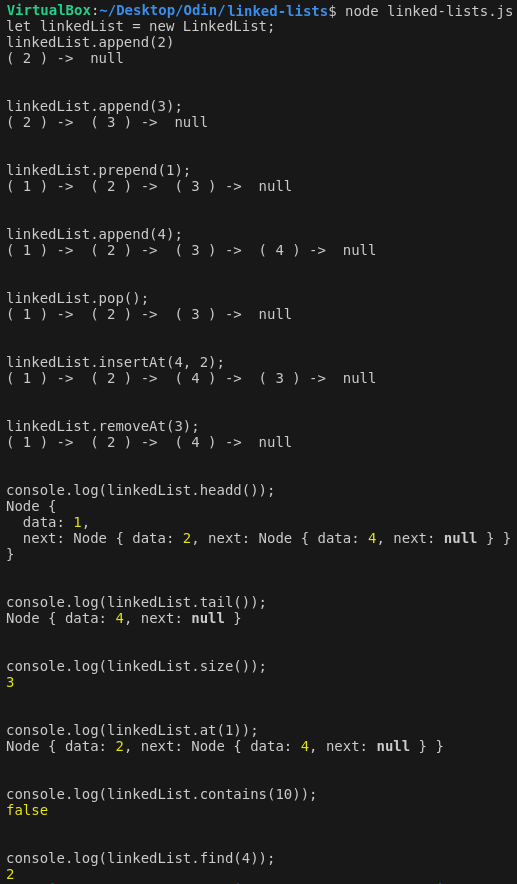 VirtualBox:~/Desktop/Odin/linked-lists$ node linked-lists.js
let linkedList = new LinkedList;
linkedList.append(2)
( 2 ) ->  null
linkedList.append(3);
( 2 ) ->  ( 3 ) ->  null
linkedList.prepend(1);
( 1 ) ->  ( 2 ) ->  ( 3 ) ->  null
linkedList.append(4);
( 1 ) ->  ( 2 ) ->  ( 3 ) ->  ( 4 ) ->  null
linkedList.pop();
( 1 ) ->  ( 2 ) ->  ( 3 ) ->  null
linkedList.insertAt(4, 2);
( 1 ) ->  ( 2 ) ->  ( 4 ) ->  ( 3 ) ->  null
linkedList.removeAt(3);
( 1 ) ->  ( 2 ) ->  ( 4 ) ->  null
console.log(linkedList.headd());
Node {
  data: 1,
  next: Node { data: 2, next: Node { data: 4, next: null } }
}
console.log(linkedList.tail());
Node { data: 4, next: null }
console.log(linkedList.size());
3
console.log(linkedList.at(1));
Node { data: 2, next: Node { data: 4, next: null } }
console.log(linkedList.contains(10));
false
console.log(linkedList.find(4));
2